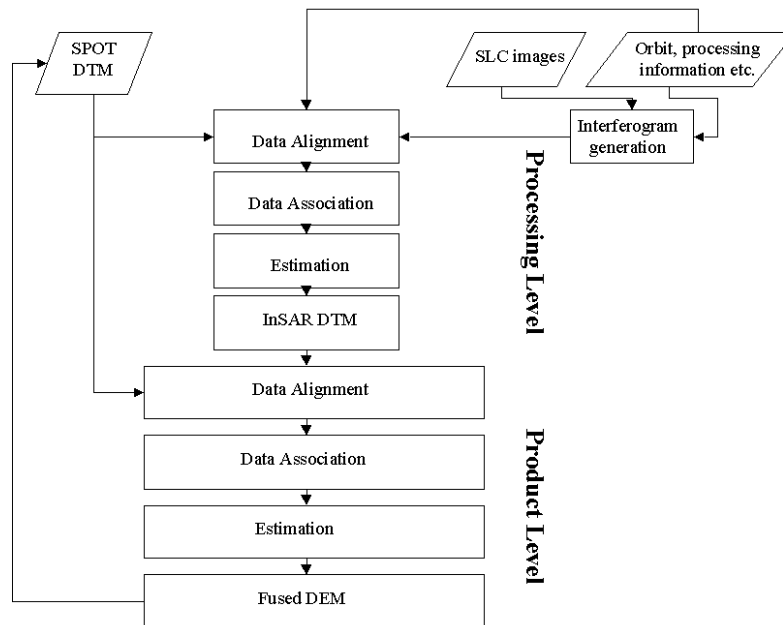 SPOT
DTM
SLC images
Orbit, processing
information etc.
Data Alignment
Interferogram
generation
Data Association
Estimation
InSAR DTM
Processing Level
Data Alignment
Data Association
Estimation
Fused DEM
Product Level